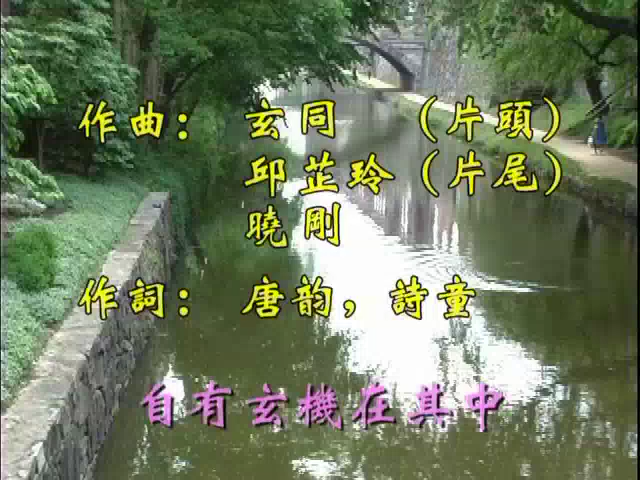 作曲： 玄同 （片頭）
邱芷玲（片尾）
曉剛
作詞： 唐韵，詩童
自有玄機在其中